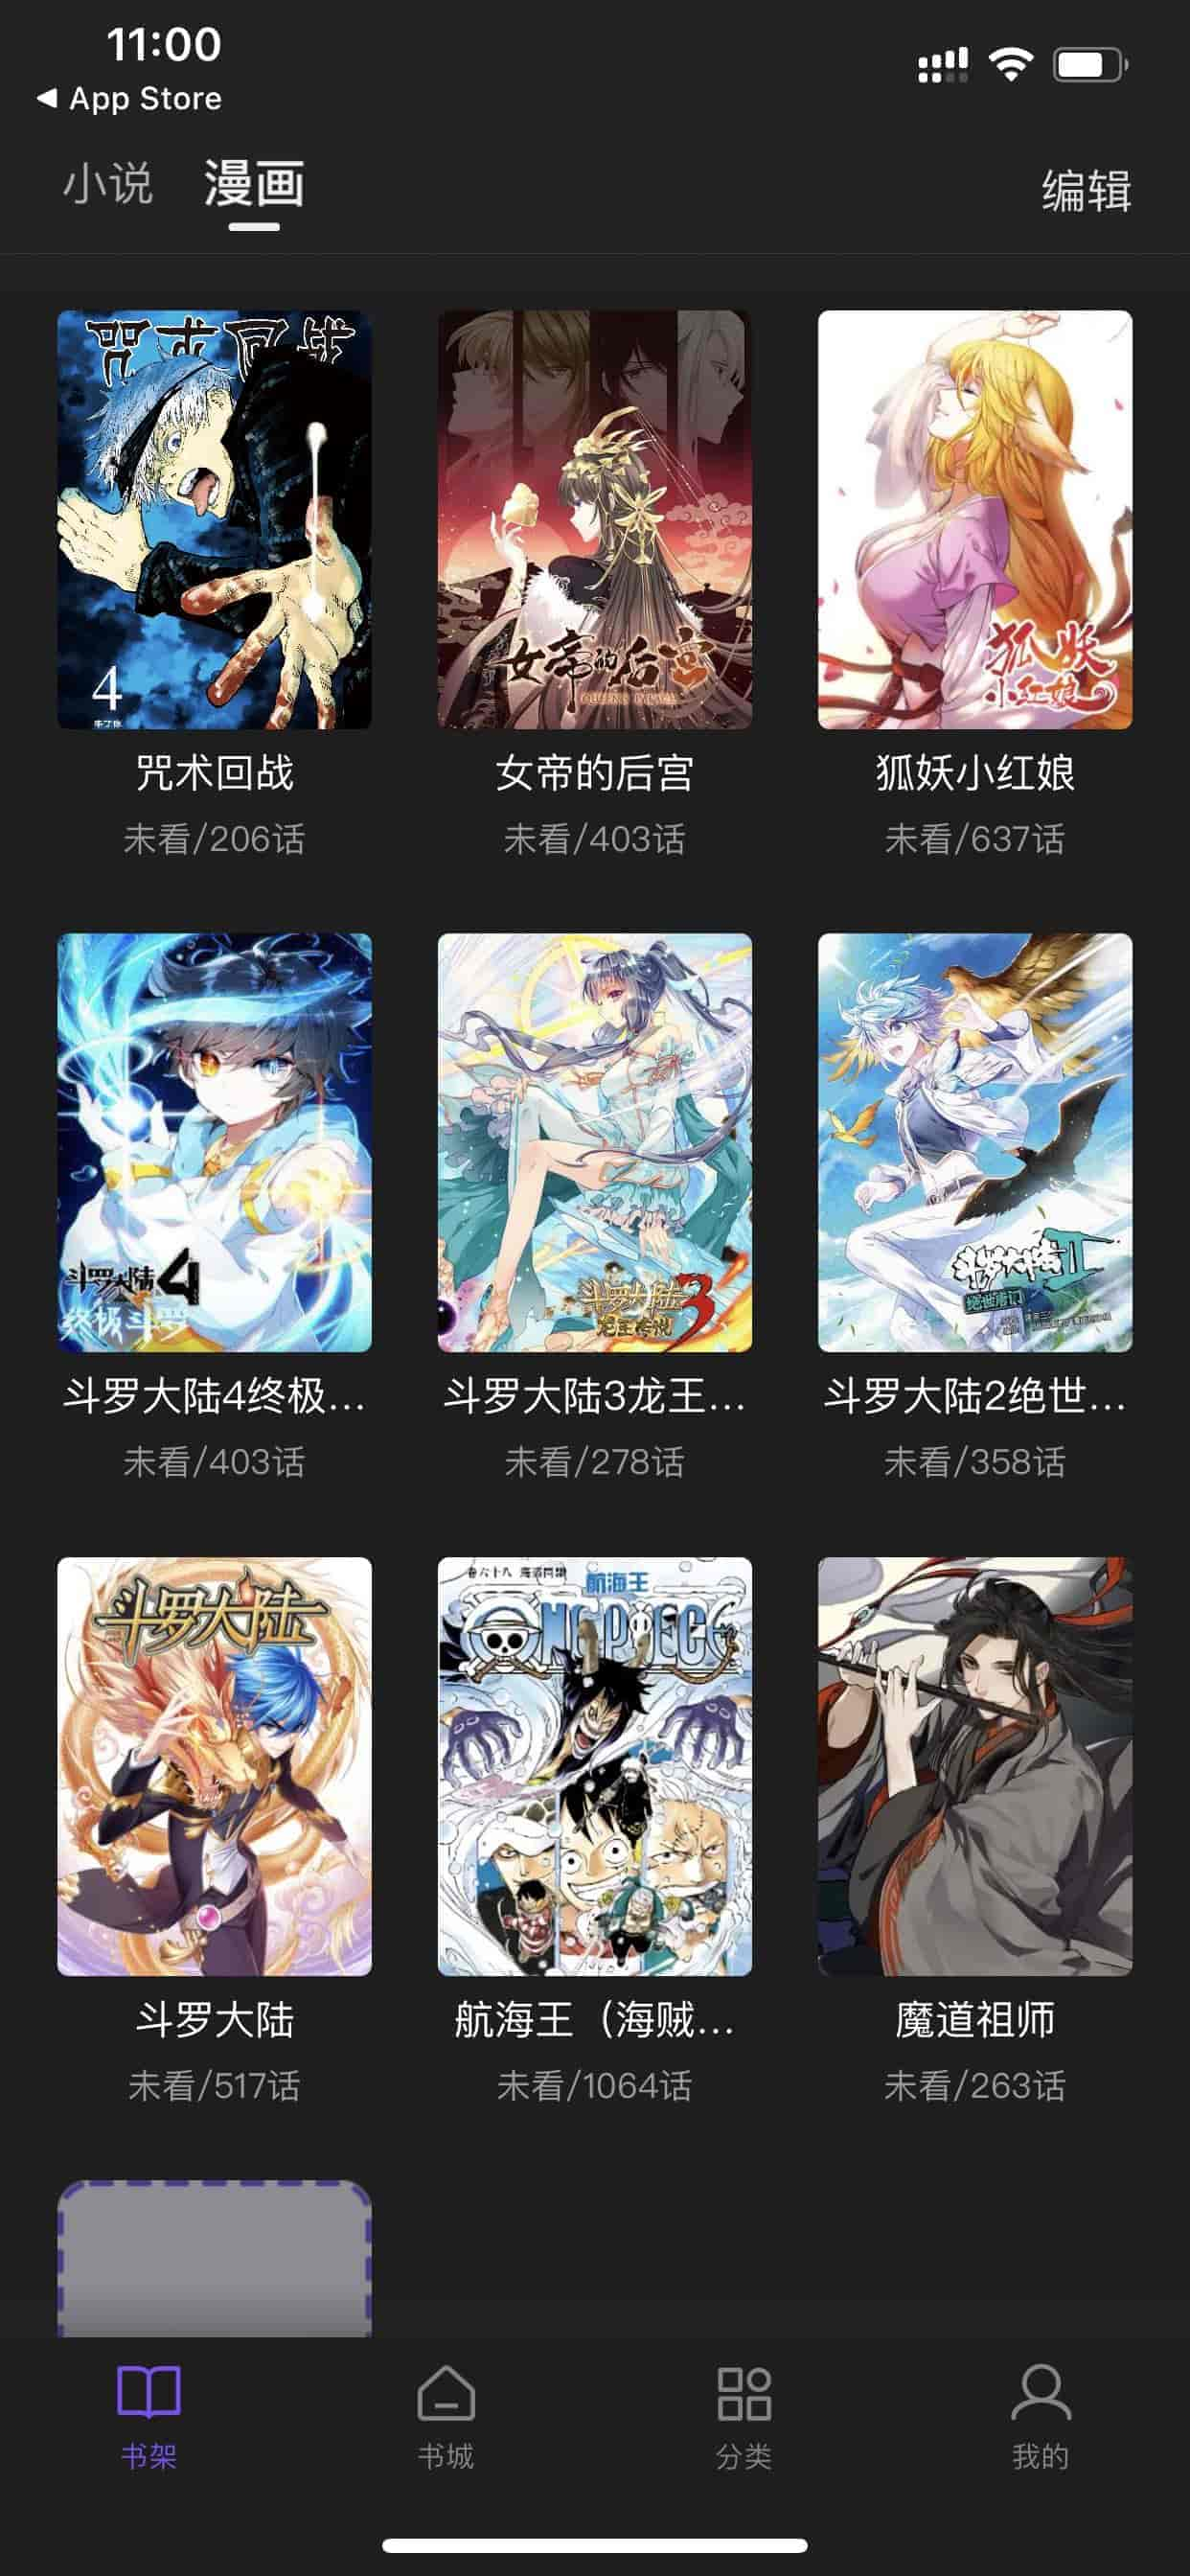 11:00
App Store
小说
漫画
编辑
咒术回战
4
女帝的后宫
狐妖
小红娘
咒术回战
女帝的后宫
狐妖小红娘
未看/206话
未看/403话
未看/637话
斗罗大陆4
终极斗罗
斗罗大陆3
龙王传说
斗罗大陆II
绝世唐门
斗罗大陆4终极...
斗罗大陆3龙王...
斗罗大陆2绝世...
未看/403话
未看/278话
未看/358话
斗罗大陆
卷六十八
航海王
ONE PIECE
斗罗大陆
航海王（海贼...
魔道祖师
未看/517话
未看/1064话
未看/263话
书架
书城
分类
我的